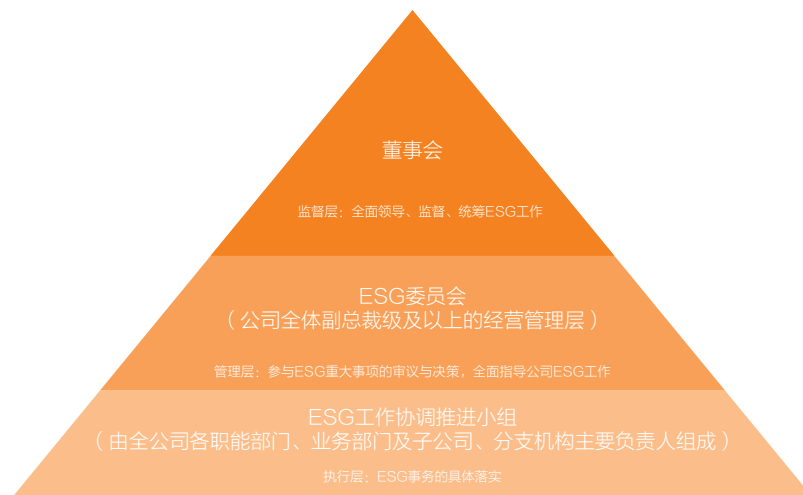 董事会
监督层：全面领导、监督、统筹ESG工作
ESG委员会
（公司全体副总裁级及以上的经营管理层）
管理层：参与ESG重大事项的审议与决策，全面指导公司ESG工作
ESG工作协调推进小组
（由全公司各职能部门、业务部门及子公司、分支机构主要负责人组成）
执行层：ESG事务的具体落实